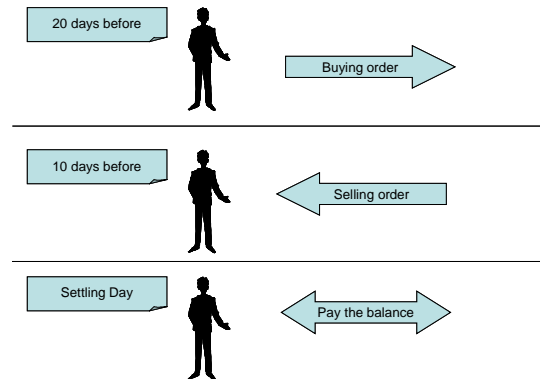 20 days before
Buying order
10 days before
Selling order
Settling Day
Pay the balance